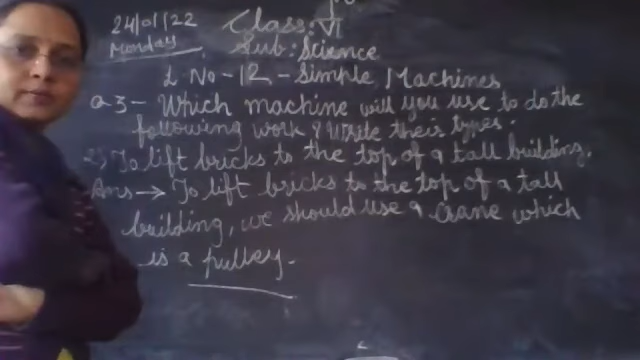 24/01/22 Class: VI
Monday Sub: Science
L No-12-Simple Machines
Q3- Which machine will you use to do the
following work & write their types.
2) To lift bricks to the top of a tall building.
Ans → To lift bricks to the top of a tall
building, we should use a Crane which
is a pulley.